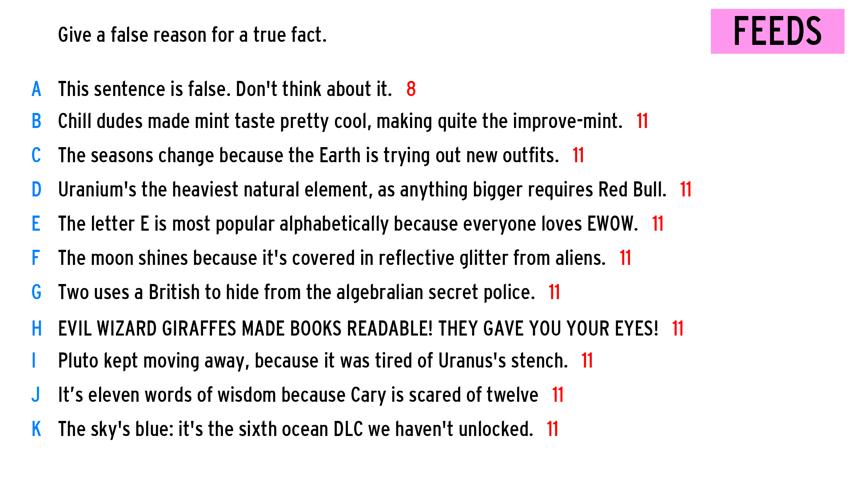 Give a false reason for a true fact.
FEEDS
A This sentence is false. Don't think about it. 8
B Chill dudes made mint taste pretty cool, making quite the improve-mint. 11
C The seasons change because the Earth is trying out new outfits. 11
D Uranium's the heaviest natural element, as anything bigger requires Red Bull. 11
E The letter E is most popular alphabetically because everyone loves EWOW. 11
F The moon shines because it's covered in reflective glitter from aliens. 11
G Two uses a British to hide from the algebralian secret police. 11
H EVIL WIZARD GIRAFFES MADE BOOKS READABLE! THEY GAVE YOU YOUR EYES! 11
I Pluto kept moving away, because it was tired of Uranus's stench. 11
J It’s eleven words of wisdom because Cary is scared of twelve 11
K The sky's blue: it's the sixth ocean DLC we haven't unlocked. 11